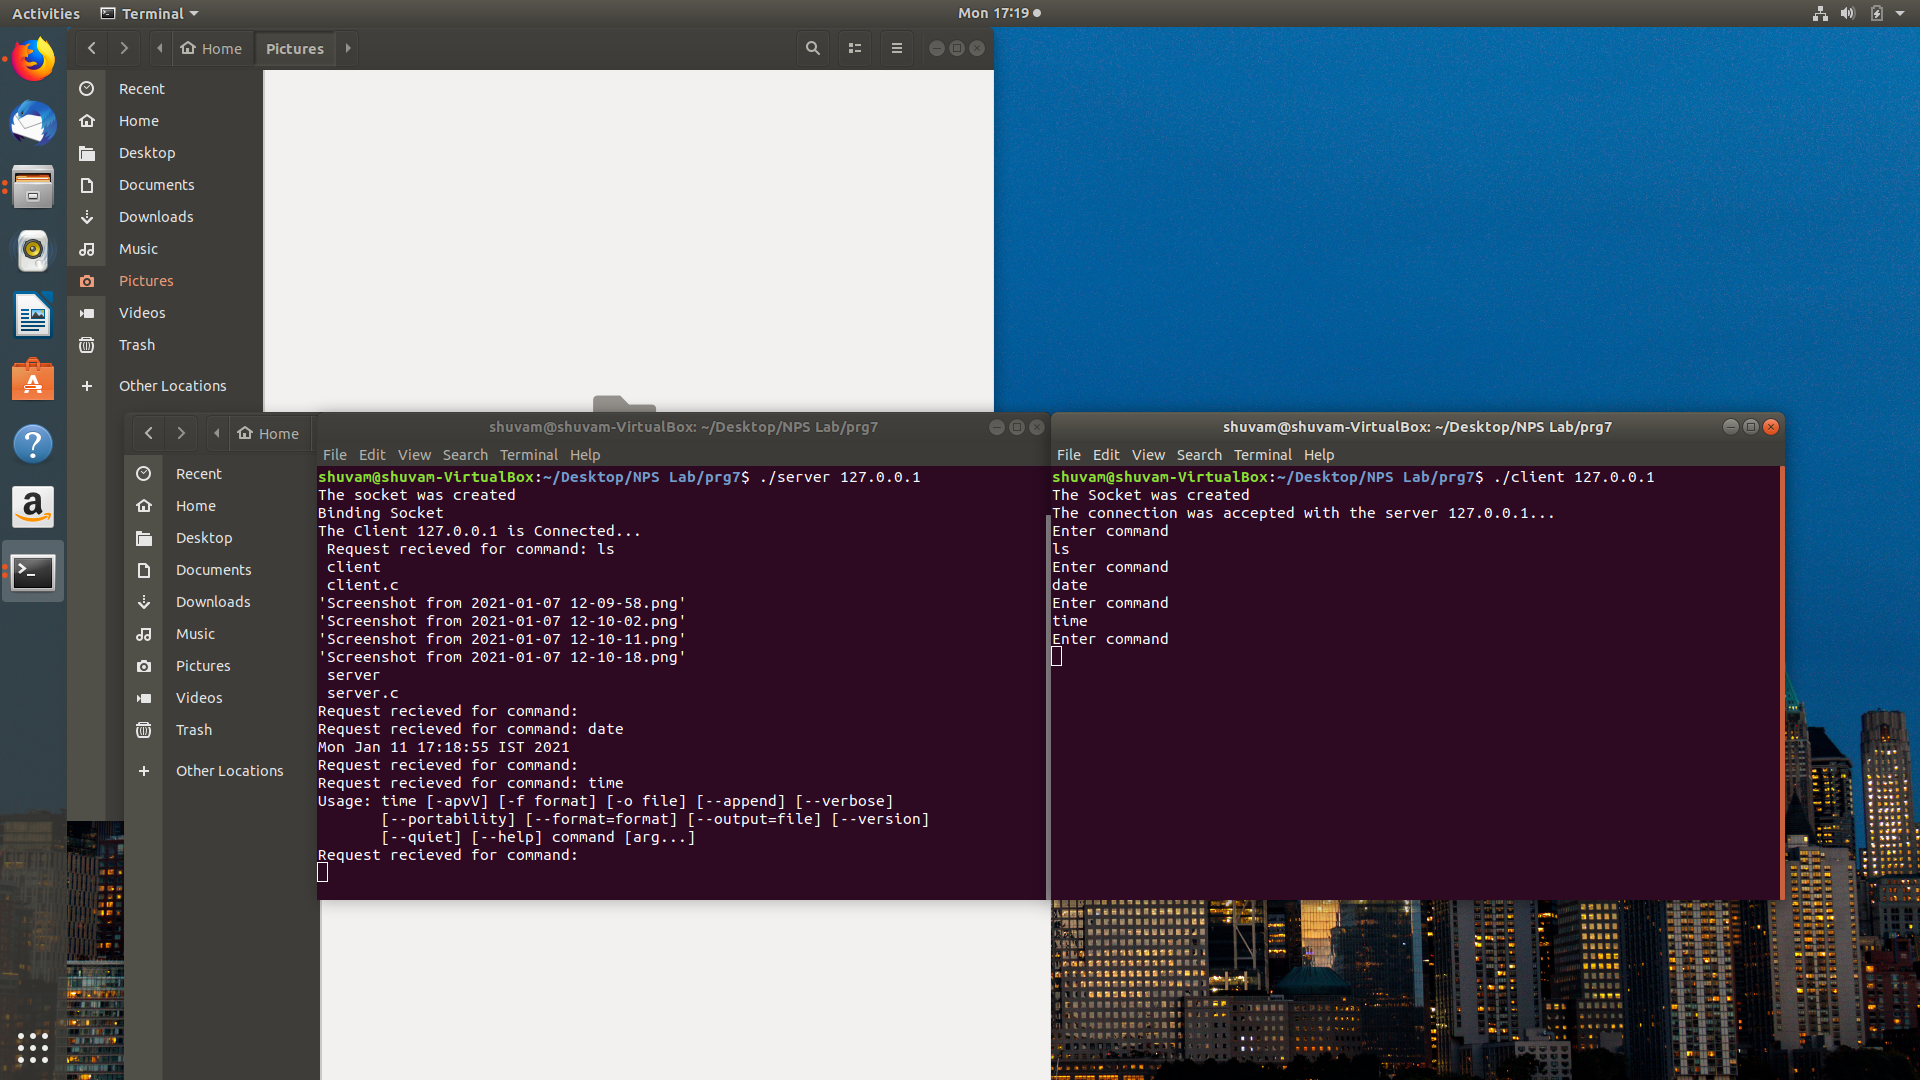 Activities Terminal Mon 17:19
Home Pictures
Recent
Home
Desktop
Documents
Downloads
Music
Pictures
Videos
Trash
Other Locations
Home
Recent
Home
Desktop
Documents
Downloads
Music
Pictures
Videos
Trash
Other Locations
shuvam@shuvam-VirtualBox: ~/Desktop/NPS Lab/prg7
File Edit View Search Terminal Help
shuvam@shuvam-VirtualBox:~/Desktop/NPS Lab/prg7$ ./server 127.0.0.1
The socket was created
Binding Socket
The Client 127.0.0.1 is Connected...
Request recieved for command: ls
client
client.c
'Screenshot from 2021-01-07 12-09-58.png'
'Screenshot from 2021-01-07 12-10-02.png'
'Screenshot from 2021-01-07 12-10-11.png'
'Screenshot from 2021-01-07 12-10-18.png'
server
server.c
Request recieved for command:
Request recieved for command: date
Mon Jan 11 17:18:55 IST 2021
Request recieved for command:
Request recieved for command: time
Usage: time [-apvV] [-f format] [-o file] [--append] [--verbose]
[--portability] [--format=format] [--output=file] [--version]
[--quiet] [--help] command [arg...]
Request recieved for command:
shuvam@shuvam-VirtualBox: ~/Desktop/NPS Lab/prg7
File Edit View Search Terminal Help
shuvam@shuvam-VirtualBox:~/Desktop/NPS Lab/prg7$ ./client 127.0.0.1
The Socket was created
The connection was accepted with the server 127.0.0.1...
Enter command
ls
Enter command
date
Enter command
time
Enter command